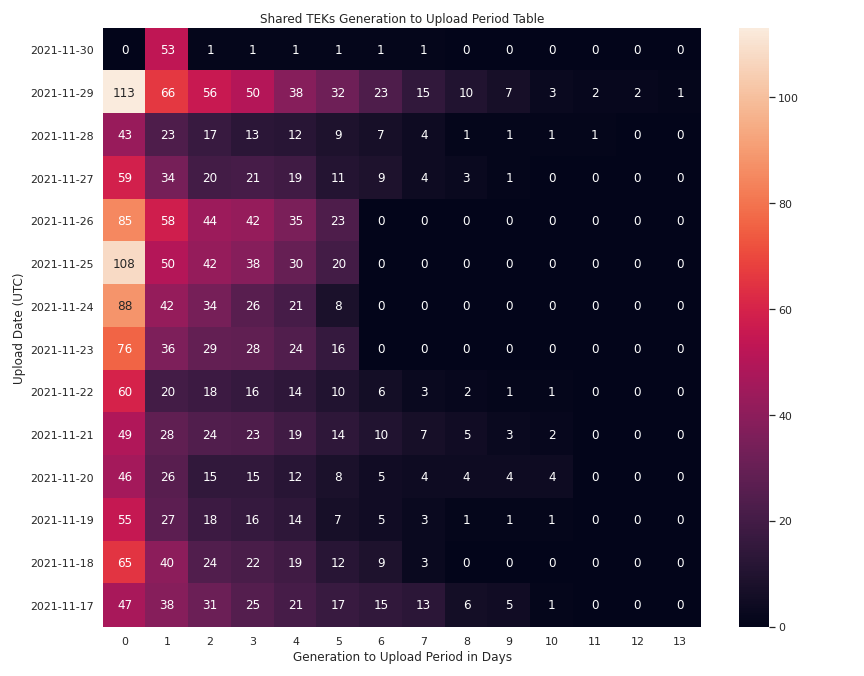 Shared TEKs Generation to Upload Period Table
Upload Date (UTC)
2021-11-30 0 53 1 1 1 1 1 1 0 0 0 0 0 0
2021-11-29 113 66 56 50 38 32 23 15 10 7 3 2 2 1
2021-11-28 43 23 17 13 12 9 7 4 1 1 1 1 0 0
2021-11-27 59 34 20 21 19 11 9 4 3 1 0 0 0 0
2021-11-26 85 58 44 42 35 23 0 0 0 0 0 0 0 0
2021-11-25 108 50 42 38 30 20 0 0 0 0 0 0 0 0
2021-11-24 88 42 34 26 21 8 0 0 0 0 0 0 0 0
2021-11-23 76 36 29 28 24 16 0 0 0 0 0 0 0 0
2021-11-22 60 20 18 16 14 10 6 3 2 1 1 0 0 0
2021-11-21 49 28 24 23 19 14 10 7 5 3 2 0 0 0
2021-11-20 46 26 15 15 12 8 5 4 4 4 4 0 0 0
2021-11-19 55 27 18 16 14 7 5 3 1 1 1 0 0 0
2021-11-18 65 40 24 22 19 12 9 3 0 0 0 0 0 0
2021-11-17 47 38 31 25 21 17 15 13 6 5 1 0 0 0
0 1 2 3 4 5 6 7 8 9 10 11 12 13
Generation to Upload Period in Days
100
80
60
40
20
0